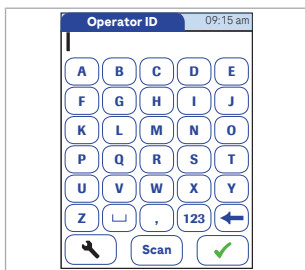 Operator ID 09:15 am
A B C D E
F G H I J
K L M N O
P Q R S T
U V W X Y
Z , 123
Scan